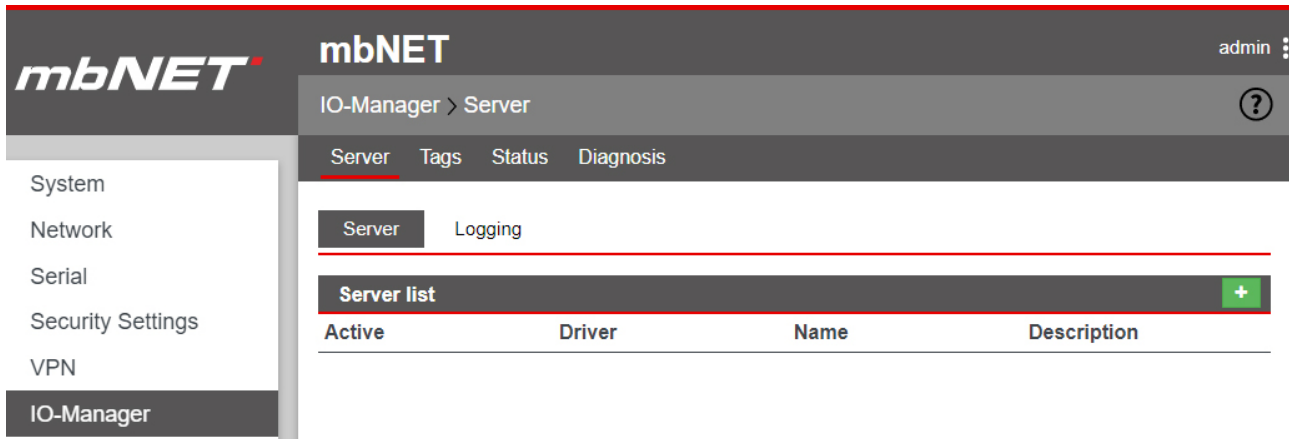 mbNET
mbNET
admin
IO-Manager > Server
?
Server Tags Status Diagnosis
System
Network
Serial
Security Settings
VPN
IO-Manager
Server Logging
Server list +
Active Driver Name Description